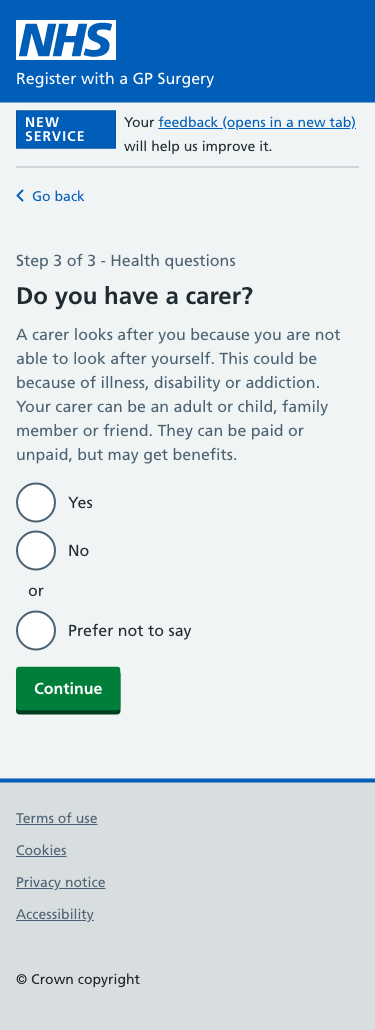 NHS
Register with a GP Surgery
NEW
SERVICE
Your feedback (opens in a new tab)
will help us improve it.
Go back
Step 3 of 3 - Health questions
Do you have a carer?
A carer looks after you because you are not
able to look after yourself. This could be
because of illness, disability or addiction.
Your carer can be an adult or child, family
member or friend. They can be paid or
unpaid, but may get benefits.
Yes
No
or
Prefer not to say
Continue
Terms of use
Cookies
Privacy notice
Accessibility
© Crown copyright